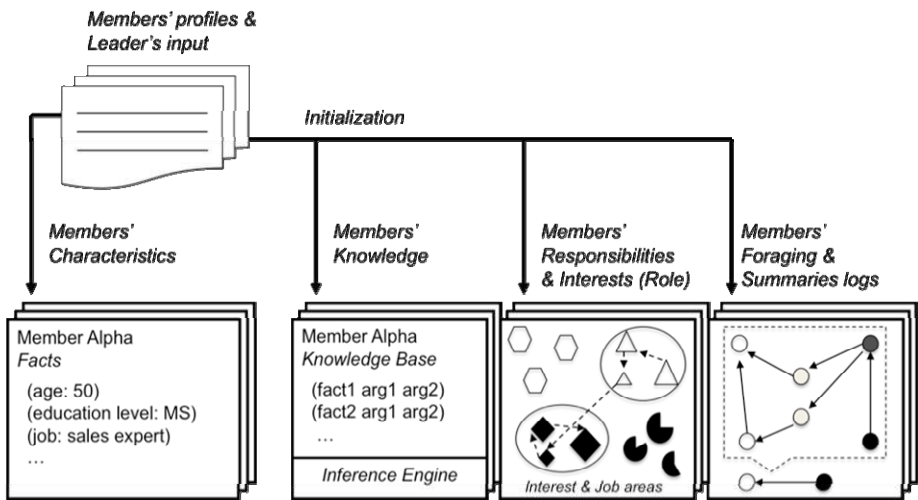 Members' profiles &
Leader's input
Initialization
Members'
Characteristics
Members'
Knowledge
Members'
Responsibilities
& Interests (Role)
Members'
Foraging &
Summaries logs
Member Alpha
Facts
(age: 50)
(education level: MS)
(job: sales expert)
...
Member Alpha
Knowledge Base
(fact1 arg1 arg2)
(fact2 arg1 arg2)
...
Inference Engine
Interest & Job areas